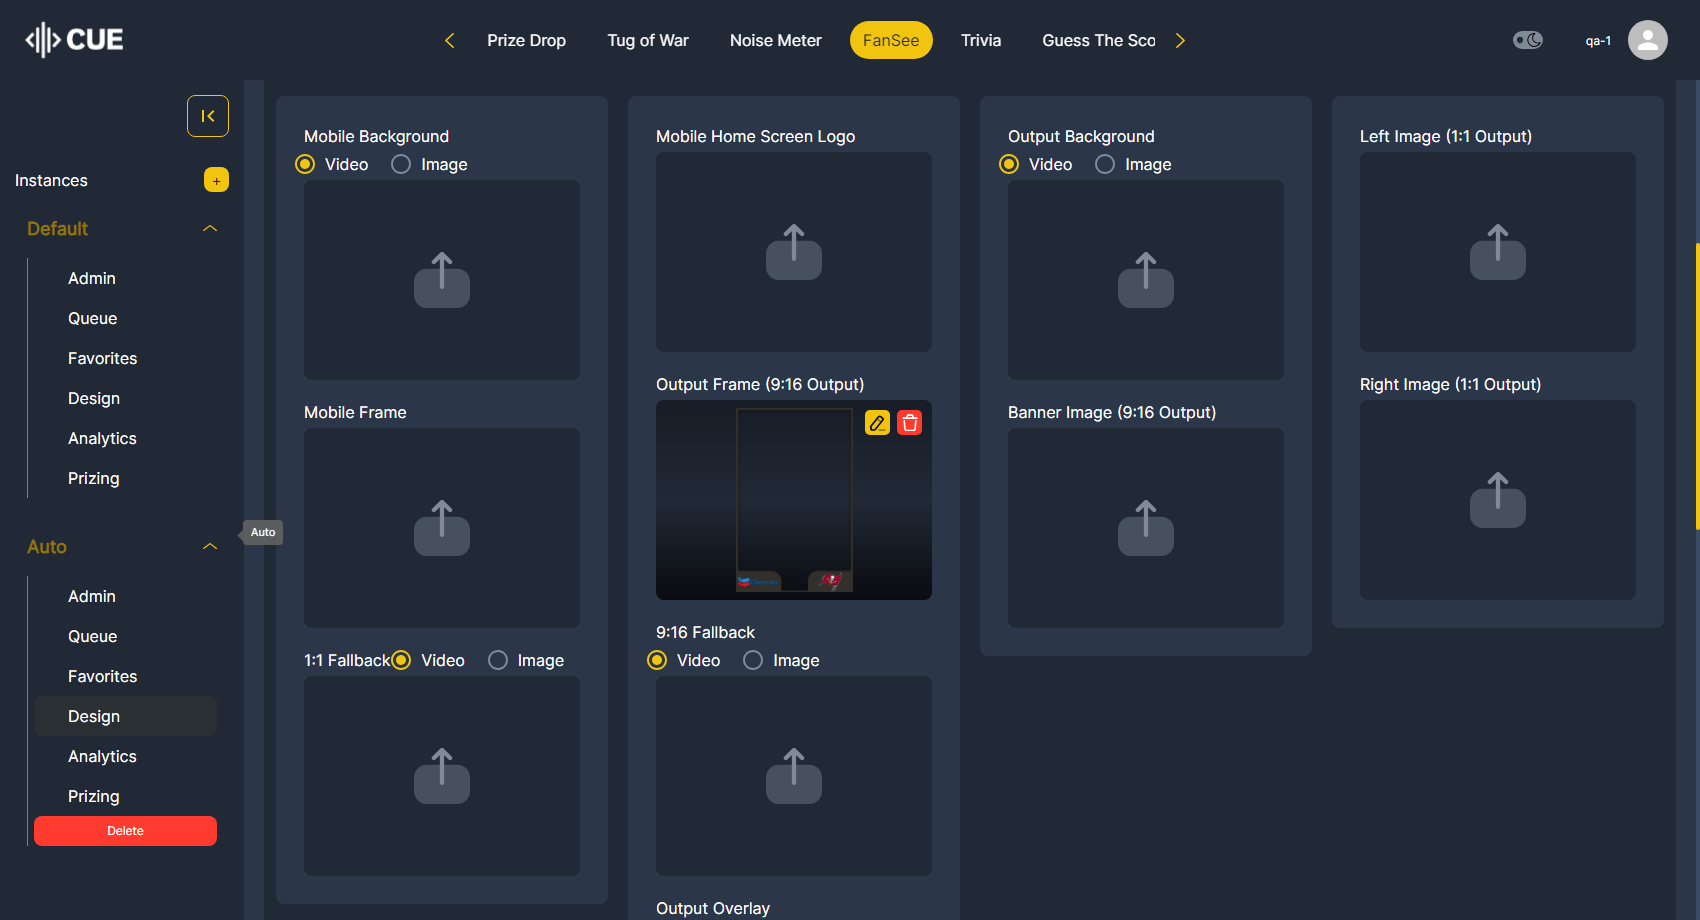 CUE
Prize Drop
Tug of War
Noise Meter
FanSee
Trivia
Guess The Sco
qa-1
Instances
+
Default
Admin
Queue
Favorites
Design
Analytics
Prizing
Auto
Auto
Admin
Queue
Favorites
Design
Analytics
Prizing
Delete
Mobile Background
Video
Image
Mobile Frame
1:1 Fallback
Video
Image
Mobile Home Screen Logo
Output Frame (9:16 Output)
9:16 Fallback
Video
Image
Output Overlay
Output Background
Video
Image
Banner Image (9:16 Output)
Left Image (1:1 Output)
Right Image (1:1 Output)